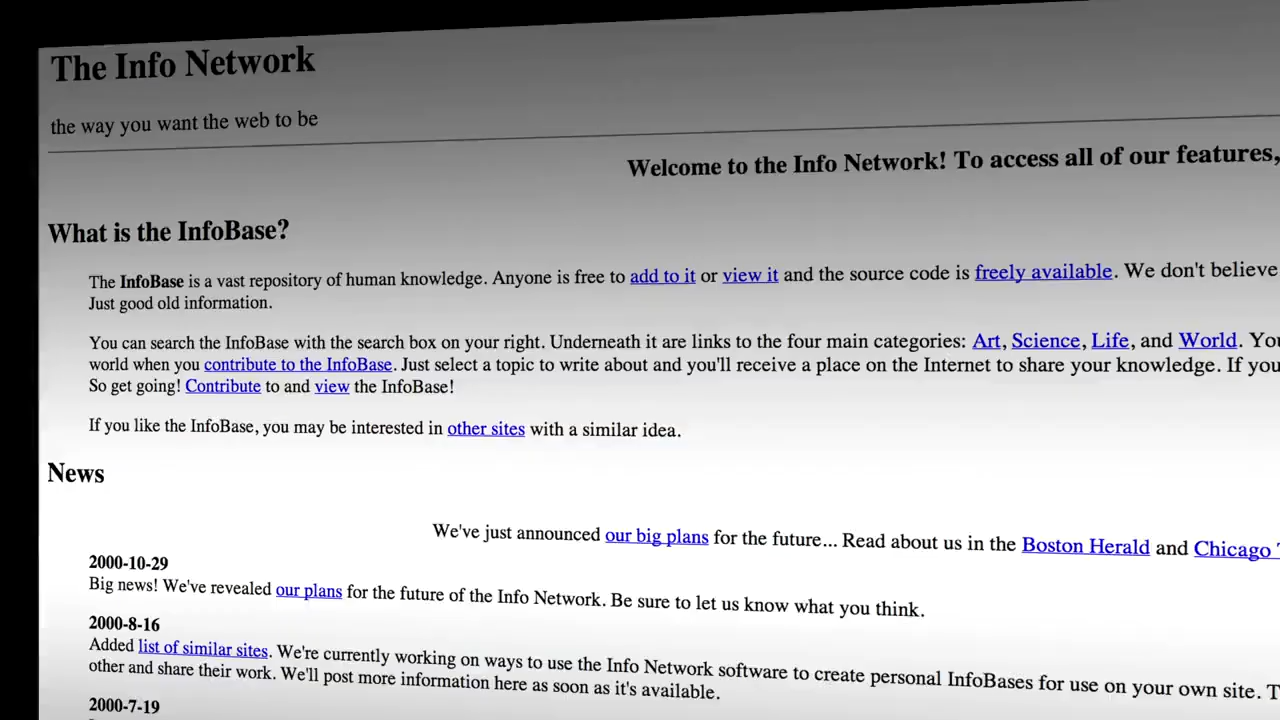 The Info Network
the way you want the web to be
Welcome to the Info Network! To access all of our features,
What is the InfoBase?
The InfoBase is a vast repository of human knowledge. Anyone is free to add to it or view it and the source code is freely available. We don't believe
Just good old information.
You can search the InfoBase with the search box on your right. Underneath it are links to the four main categories: Art, Science, Life, and World. You
world when you contribute to the InfoBase. Just select a topic to write about and you'll receive a place on the Internet to share your knowledge. If you
So get going! Contribute to and view the InfoBase!
If you like the InfoBase, you may be interested in other sites with a similar idea.
News
We've just announced our big plans for the future... Read about us in the Boston Herald and Chicago
2000-10-29
Big news! We've revealed our plans for the future of the Info Network. Be sure to let us know what you think.
2000-8-16
Added list of similar sites. We're currently working on ways to use the Info Network software to create personal InfoBases for use on your own site.
other and share their work. We'll post more information here as soon as it's available.
2000-7-19